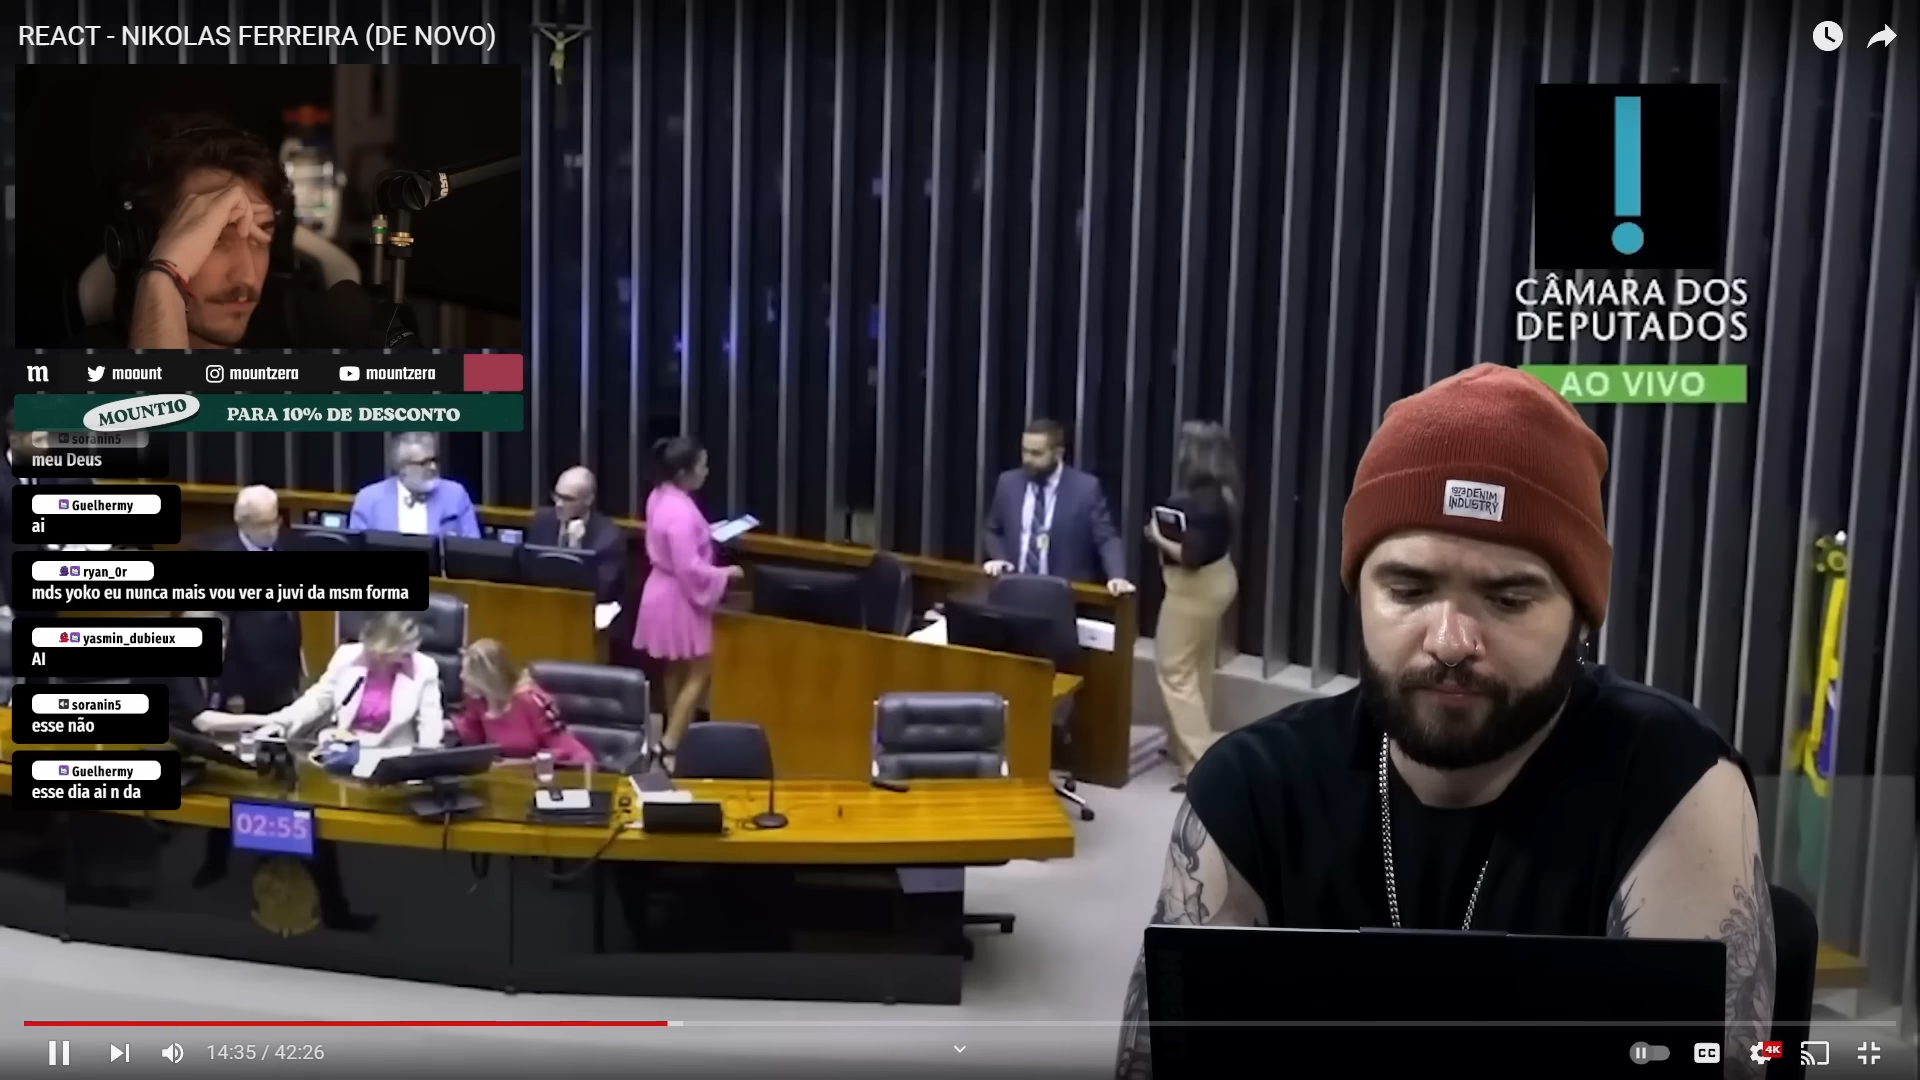 REACT - NIKOLAS FERREIRA (DE NOVO)
m moount mountzera mountzera
MOUNT10 PARA 10% DE DESCONTO
soranin5
meu Deus
Guelhermy
ai
ryan_0r
mds yoko eu nunca mais vou ver a juvi da msm forma
yasmin_dubieux
AI
soranin5
esse não
Guelhermy
esse dia ai n da
02:55
CÂMARA DOS
DEPUTADOS
AO VIVO
1973 DENIM
INDUSTRY
14:35 / 42:26
CC
4K